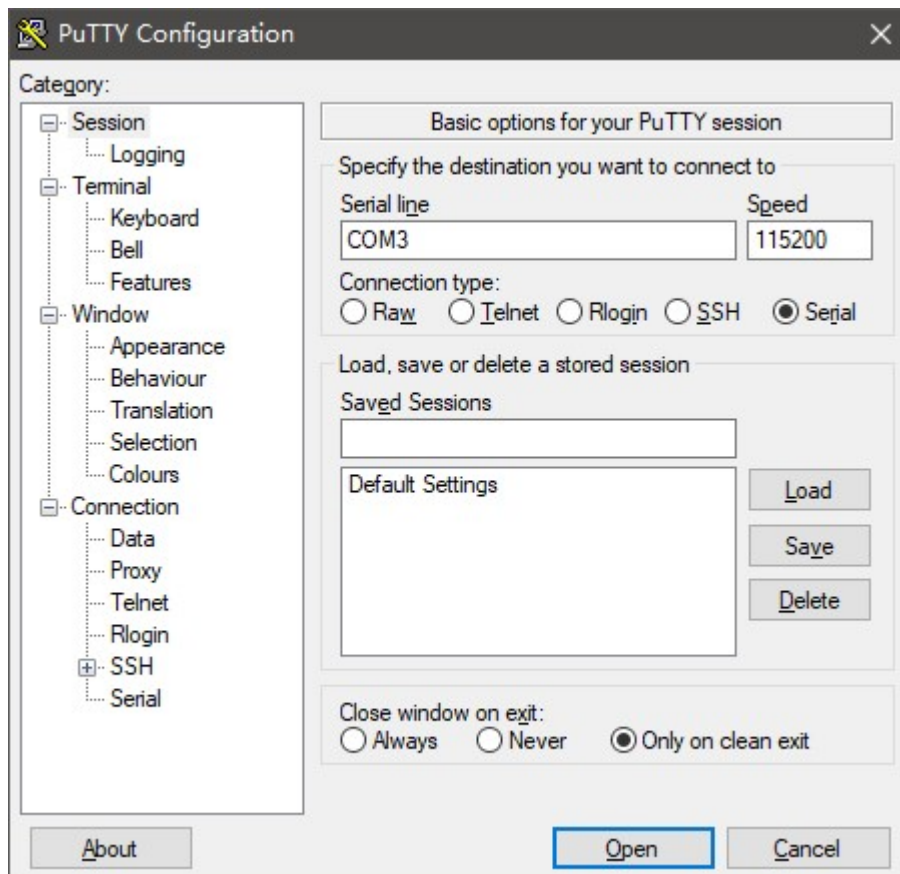 PuTTY Configuration
Category:
Session
Logging
Terminal
Keyboard
Bell
Features
Window
Appearance
Behaviour
Translation
Selection
Colours
Connection
Data
Proxy
Telnet
Rlogin
SSH
Serial
Basic options for your PuTTY session
Specify the destination you want to connect to
Serial line Speed
COM3 115200
Connection type:
Raw Telnet Rlogin SSH Serial
Load, save or delete a stored session
Saved Sessions
Default Settings
Load
Save
Delete
Close window on exit:
Always Never Only on clean exit
About Open Cancel